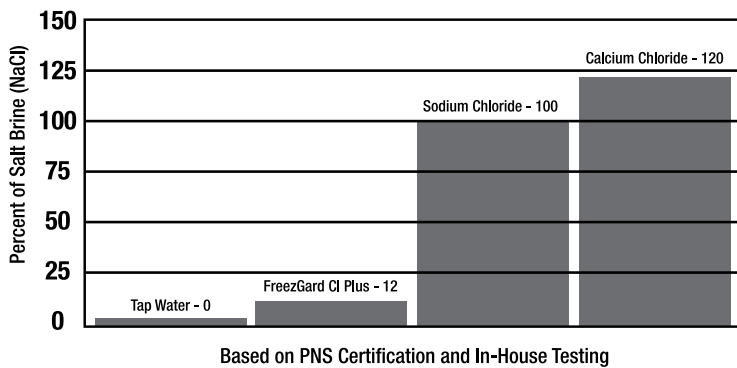 150
125
100
75
50
25
0
Percent of Salt Brine (NaCl)
Calcium Chloride - 120
Sodium Chloride - 100
FreezGard CI Plus - 12
Tap Water - 0
Based on PNS Certification and In-House Testing